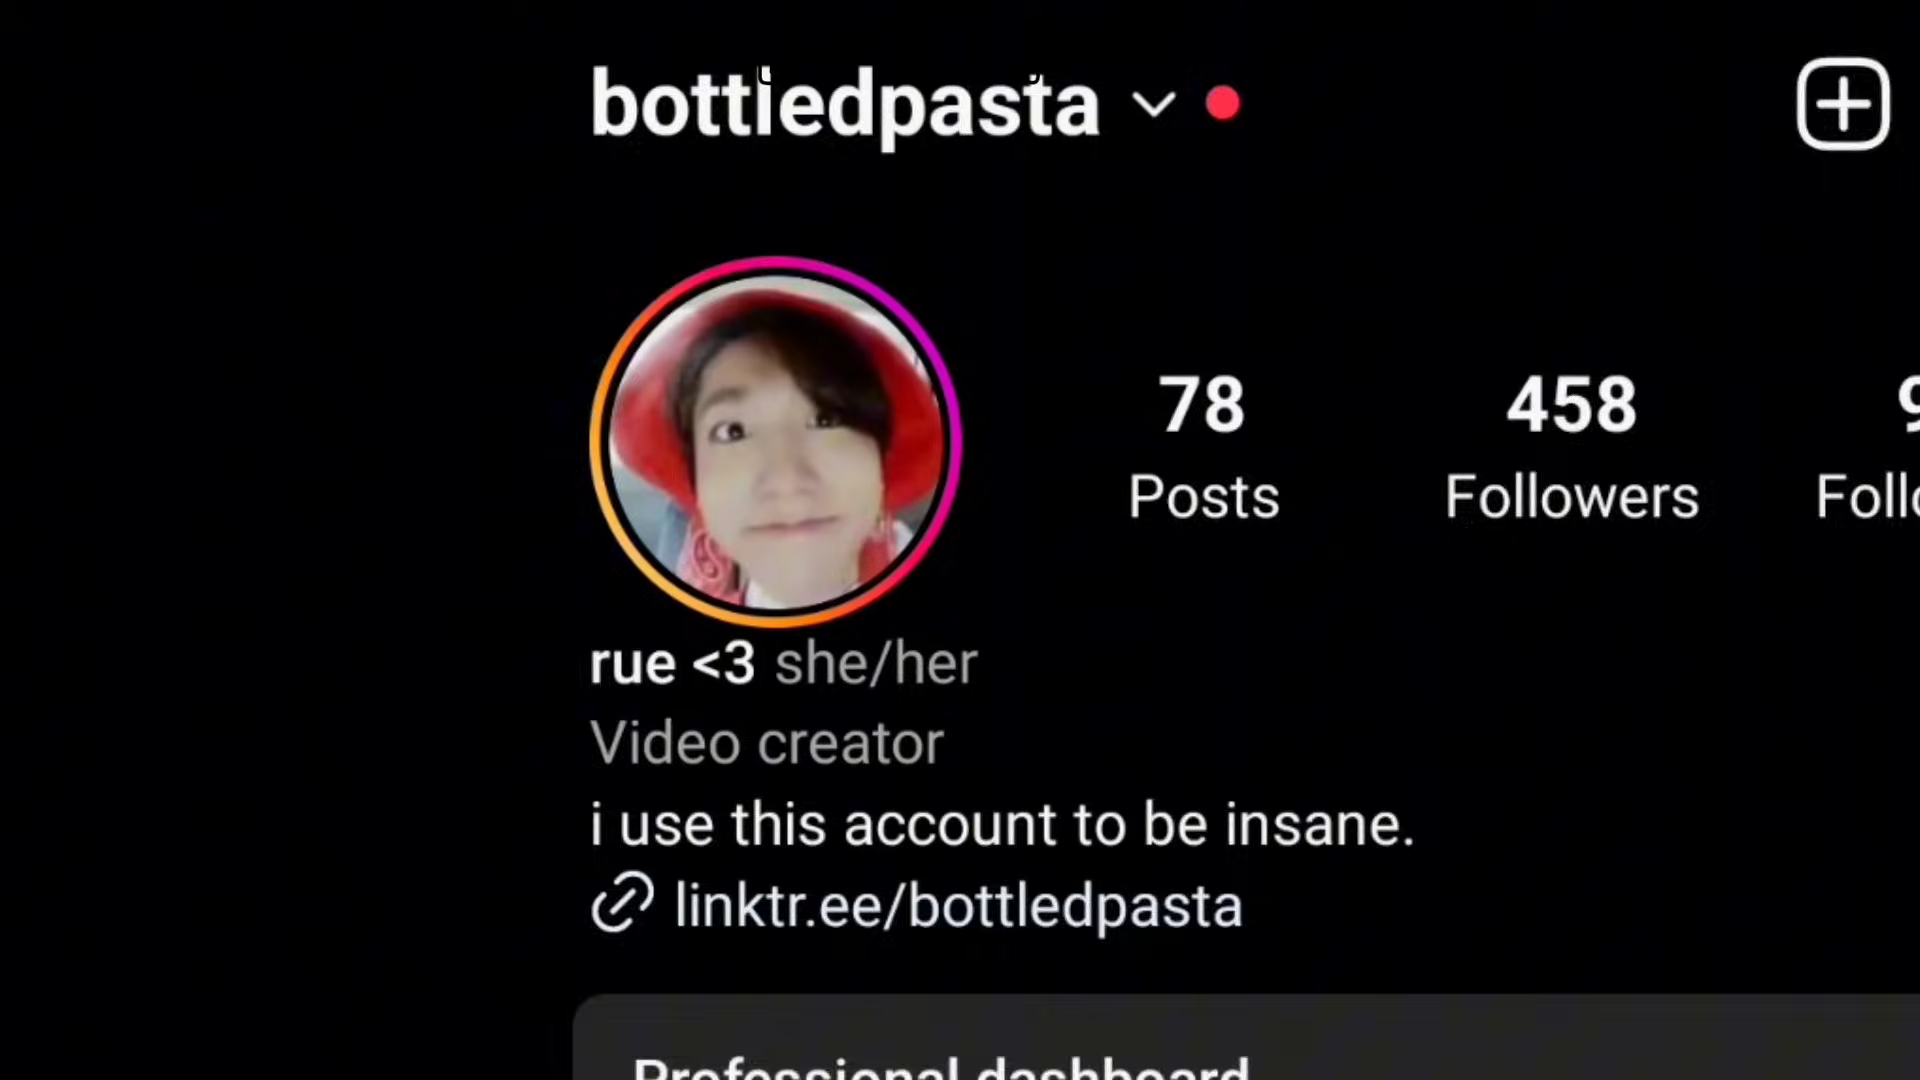 bottledpasta
78
Posts
458
Followers
rue <3 she/her
Video creator
i use this account to be insane.
linktr.ee/bottledpasta
Professional dashboard